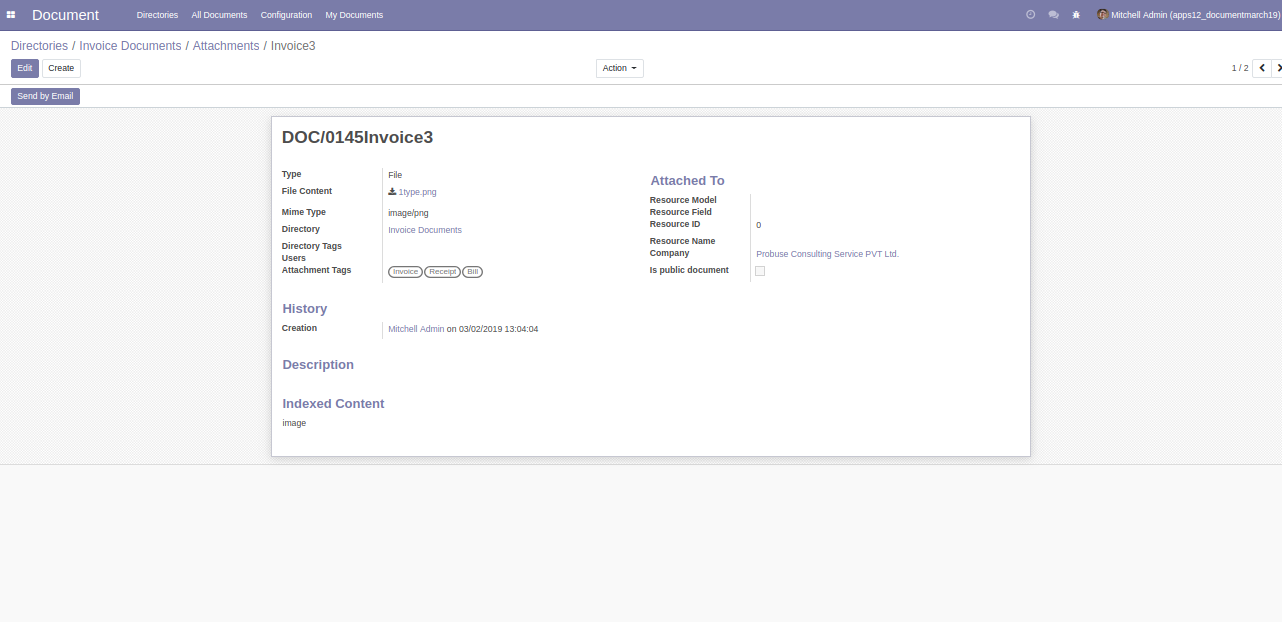 Document Directories All Documents Configuration My Documents Mitchell Admin (apps12_documentmarch19)
Directories / Invoice Documents / Attachments / Invoice3
Edit Create Action 1 / 2
Send by Email
DOC/0145Invoice3
Type File
File Content 1type.png
Mime Type image/png
Directory Invoice Documents
Directory Tags
Users
Attachment Tags Invoice Receipt Bill
Attached To
Resource Model
Resource Field
Resource ID 0
Resource Name
Company Probuse Consulting Service PVT Ltd.
Is public document
History
Creation Mitchell Admin on 03/02/2019 13:04:04
Description
Indexed Content
image